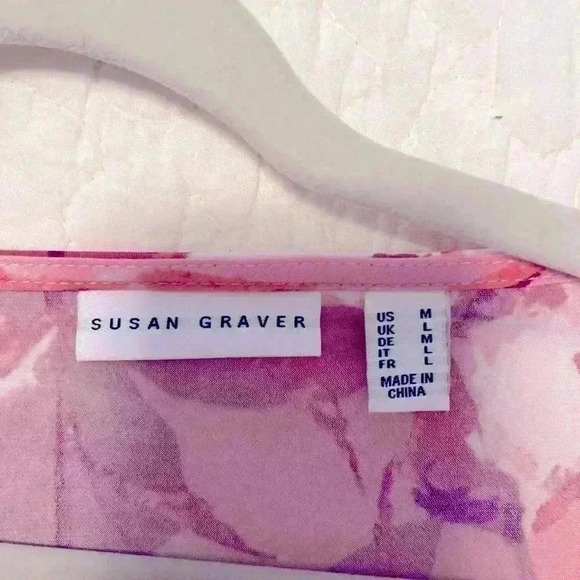 SUSAN GRAVER
US M
UK L
DE M
IT L
FR L
MADE IN
CHINA